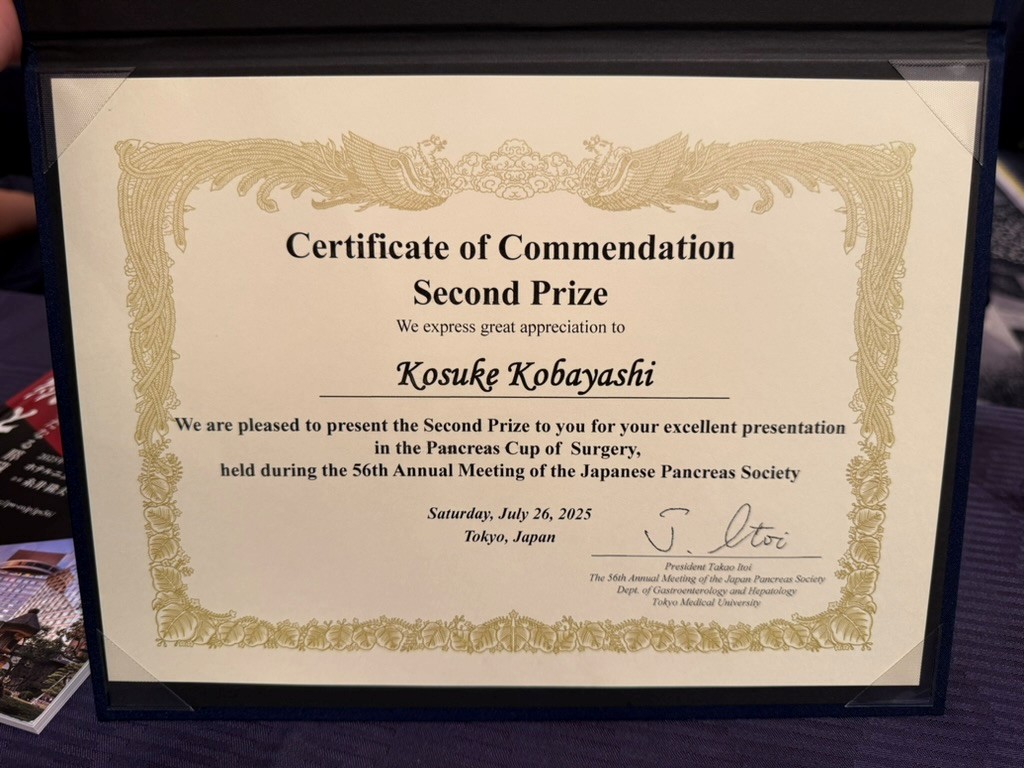 Certificate of Commendation
Second Prize
We express great appreciation to
Kosuke Kobayashi
We are pleased to present the Second Prize to you for your excellent presentation
in the Pancreas Cup of Surgery,
held during the 56th Annual Meeting of the Japanese Pancreas Society
Saturday, July 26, 2025
Tokyo, Japan
J. Itoi
President Takao Itoi
The 56th Annual Meeting of the Japan Pancreas Society
Dept. of Gastroenterology and Hepatology
Tokyo Medical University